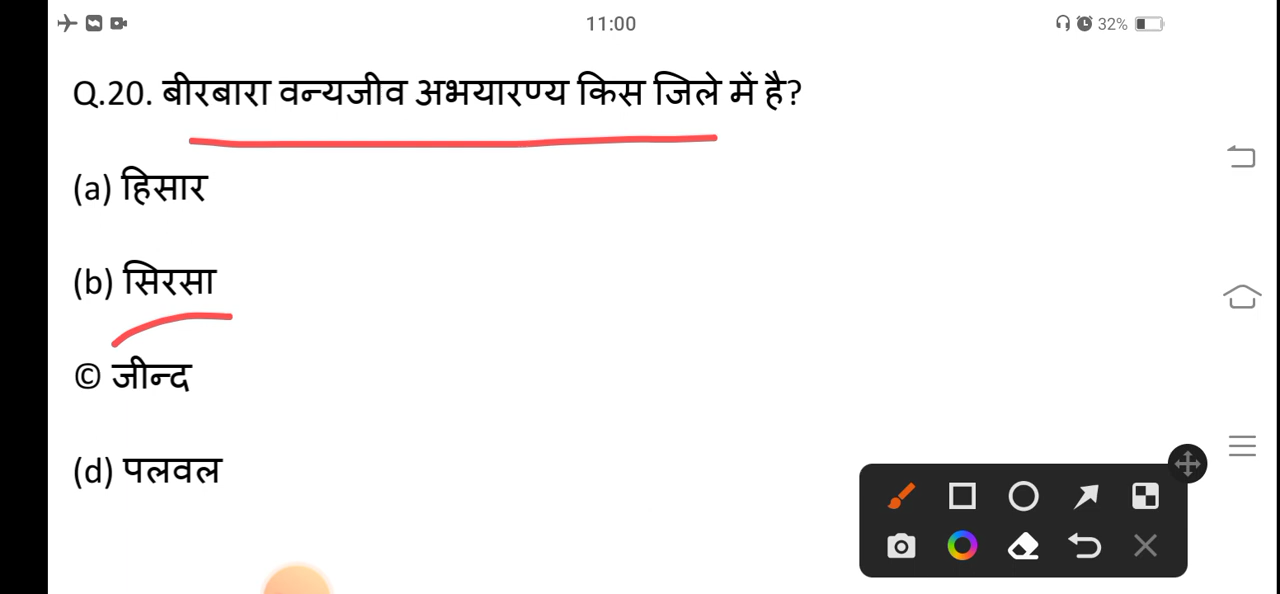 11:00
32%
Q.20. बीरबारा वन्यजीव अभयारण्य किस जिले में है?
(a) हिसार
(b) सिरसा
© जीन्द
(d) पलवल